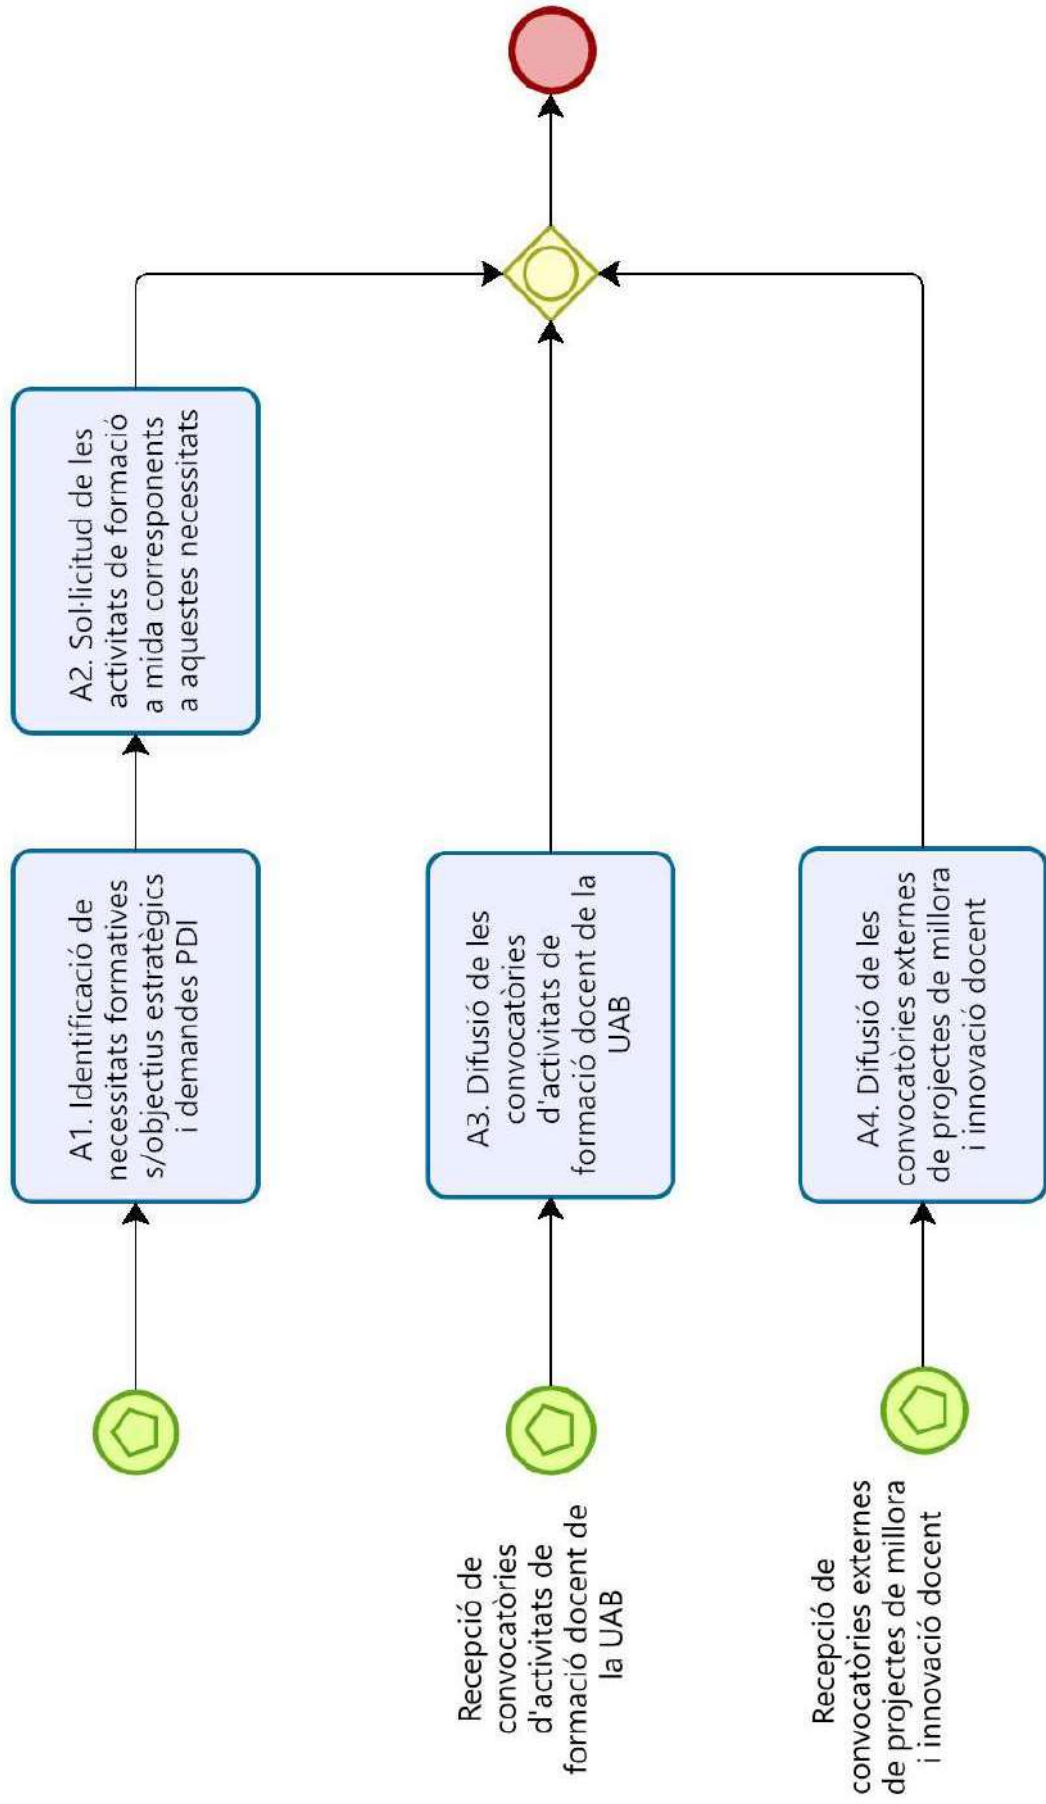 A1. Identificació de
necessitats formatives
s/objectius estratègics
i demandes PDI
A2. Sol·licitud de les
activitats de formació
a mida corresponents
a aquestes necessitats
Recepció de
convocatòries
d'activitats de
formació docent de
la UAB
A3. Difusió de les
convocatòries
d'activitats de
formació docent de la
UAB
Recepció de
convocatòries externes
de projectes de millora
i innovació docent
A4. Difusió de les
convocatòries externes
de projectes de millora
i innovació docent